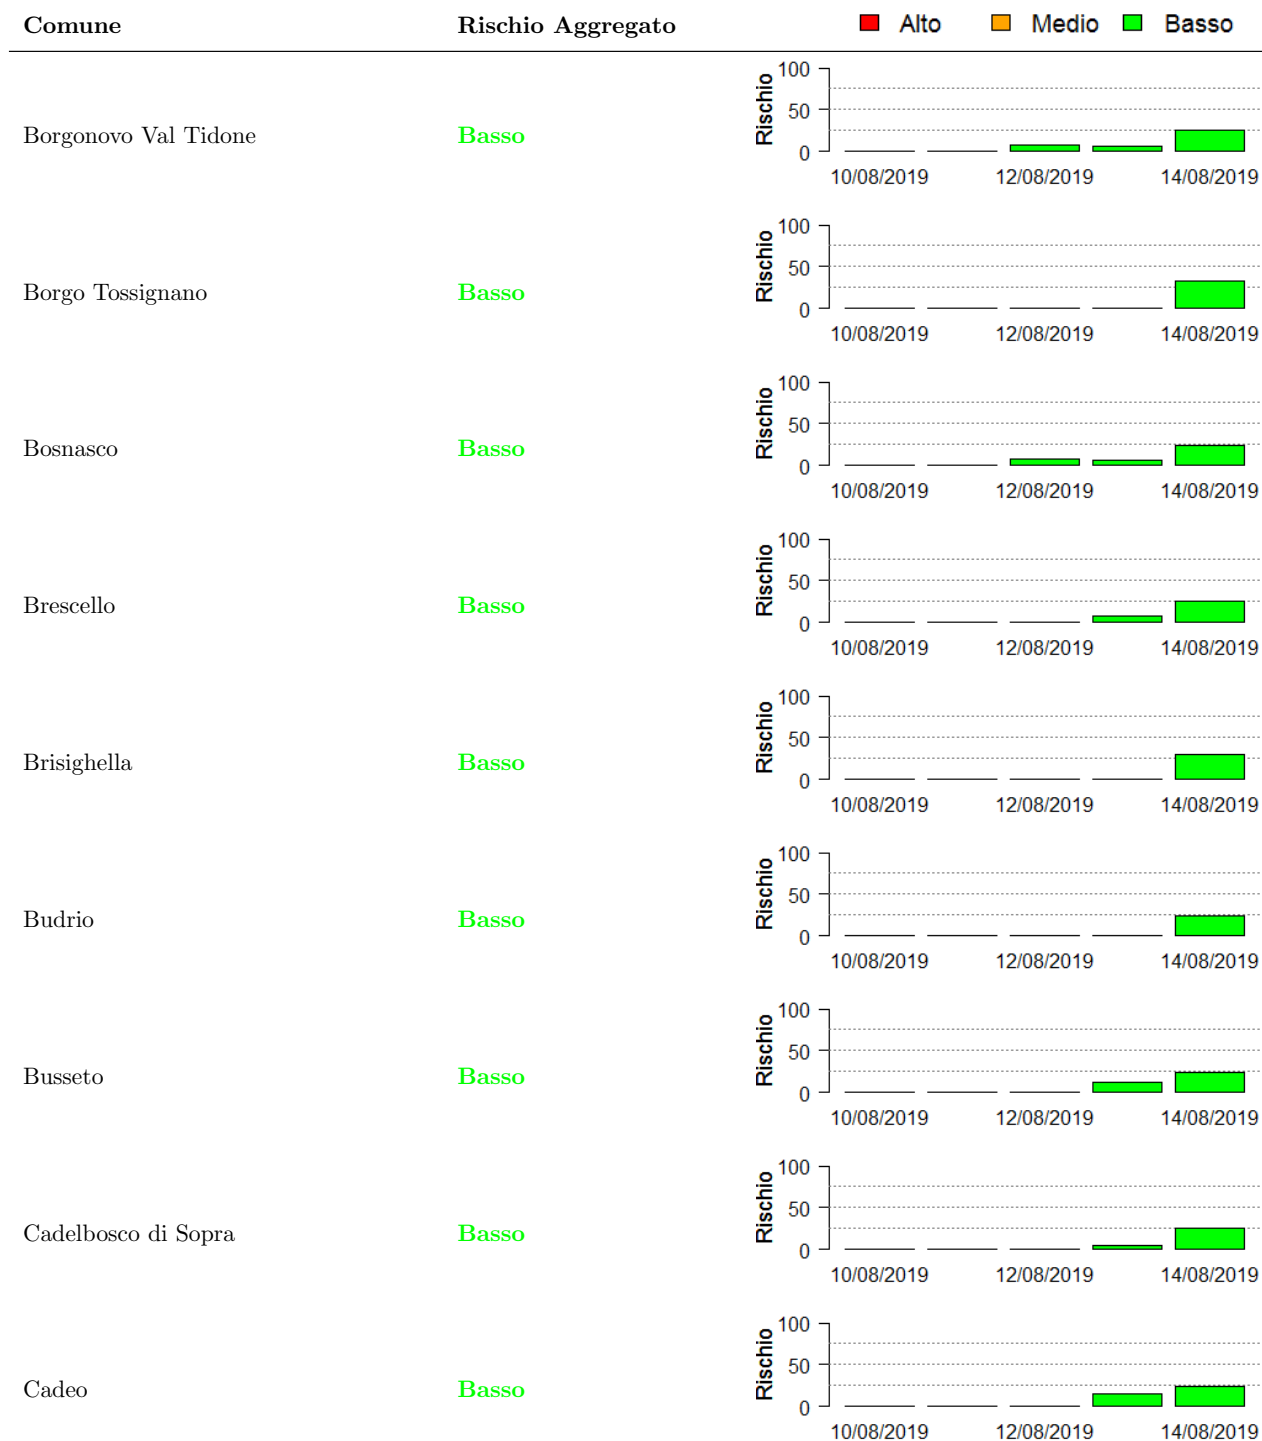 Comune Rischio Aggregato Alto Medio Basso
Borgonovo Val Tidone Basso
Rischio
100
50
0
10/08/2019 12/08/2019 14/08/2019
Borgo Tossignano Basso
Rischio
100
50
0
10/08/2019 12/08/2019 14/08/2019
Bosnasco Basso
Rischio
100
50
0
10/08/2019 12/08/2019 14/08/2019
Brescello Basso
Rischio
100
50
0
10/08/2019 12/08/2019 14/08/2019
Brisighella Basso
Rischio
100
50
0
10/08/2019 12/08/2019 14/08/2019
Budrio Basso
Rischio
100
50
0
10/08/2019 12/08/2019 14/08/2019
Busseto Basso
Rischio
100
50
0
10/08/2019 12/08/2019 14/08/2019
Cadelbosco di Sopra Basso
Rischio
100
50
0
10/08/2019 12/08/2019 14/08/2019
Cadeo Basso
Rischio
100
50
0
10/08/2019 12/08/2019 14/08/2019